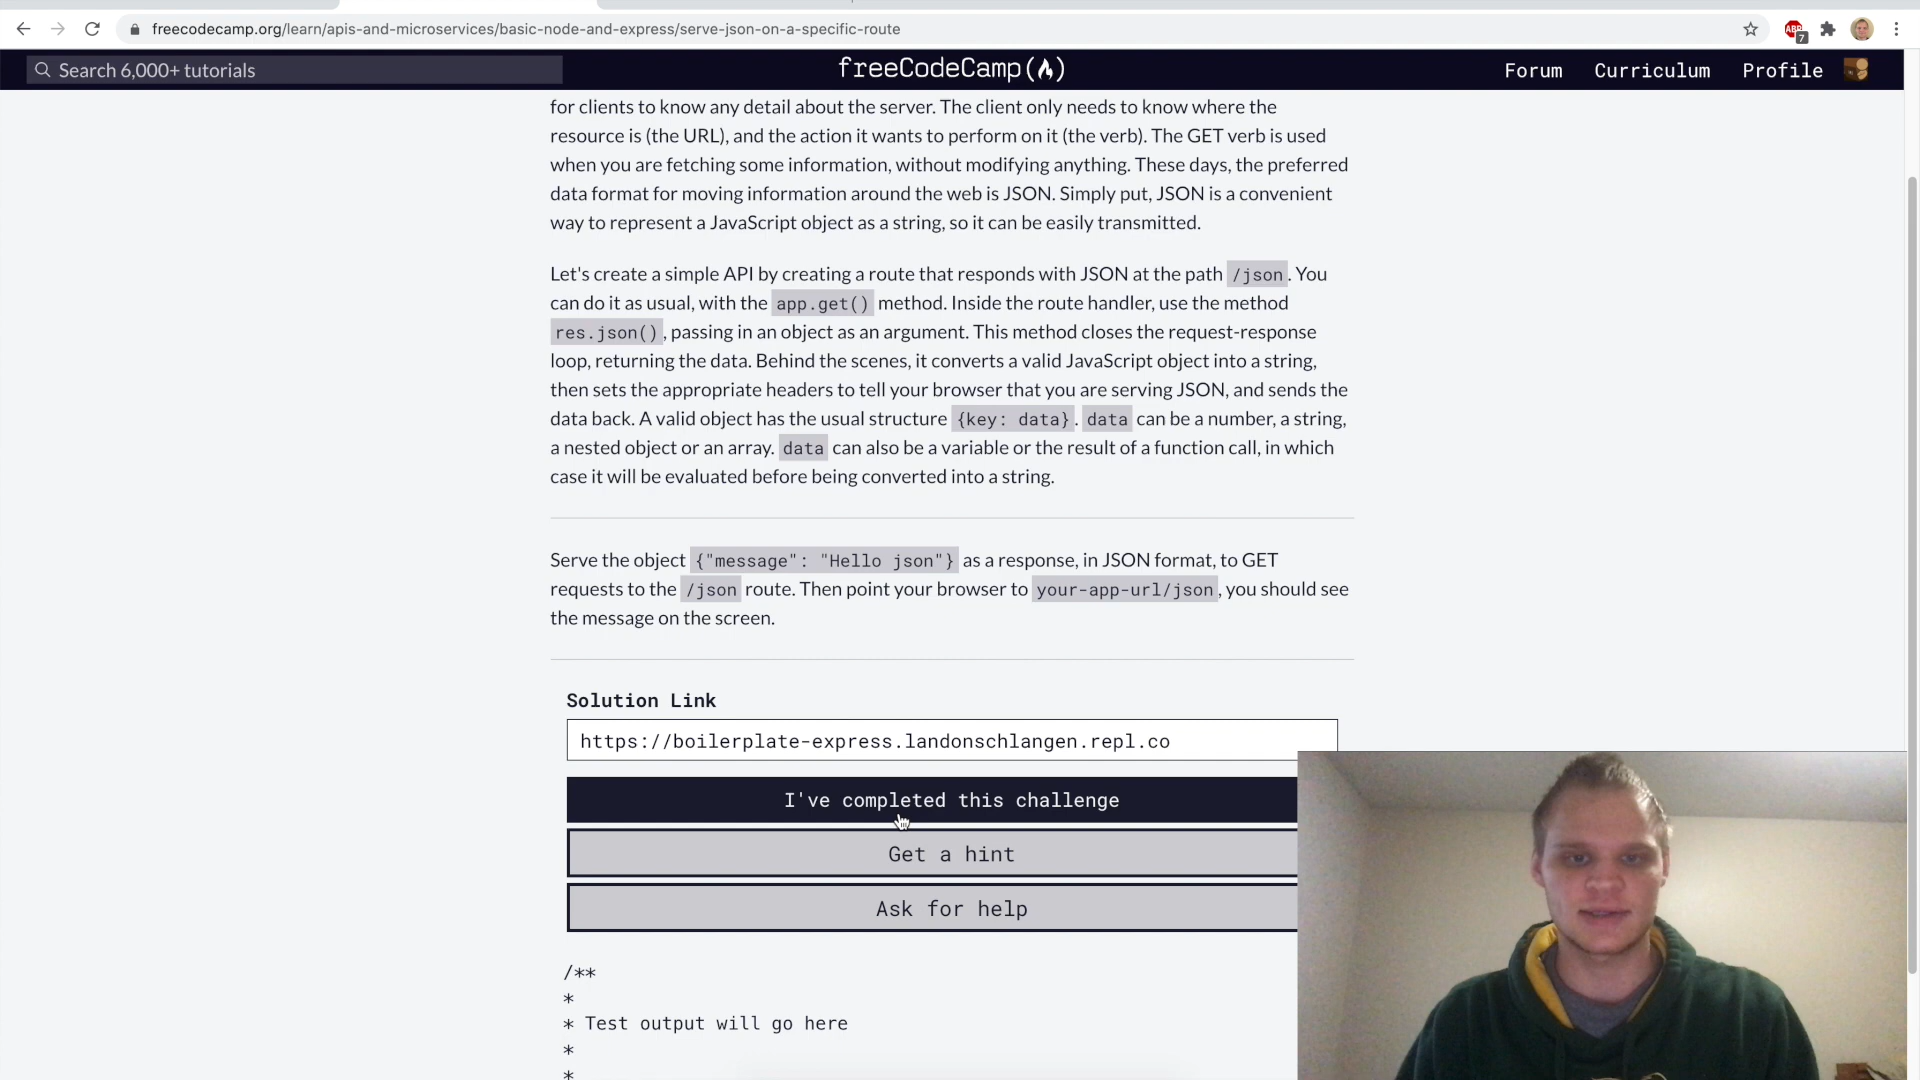 freecodecamp.org/learn/apis-and-microservices/basic-node-and-express/serve-json-on-a-specific-route
ABP
7
Search 6,000+ tutorials
freeCodeCamp
Forum
Curriculum
Profile
for clients to know any detail about the server. The client only needs to know where the
resource is (the URL), and the action it wants to perform on it (the verb). The GET verb is used
when you are fetching some information, without modifying anything. These days, the preferred
data format for moving information around the web is JSON. Simply put, JSON is a convenient
way to represent a JavaScript object as a string, so it can be easily transmitted.
Let's create a simple API by creating a route that responds with JSON at the path /json. You
can do it as usual, with the app.get() method. Inside the route handler, use the method
res.json(), passing in an object as an argument. This method closes the request-response
loop, returning the data. Behind the scenes, it converts a valid JavaScript object into a string,
then sets the appropriate headers to tell your browser that you are serving JSON, and sends the
data back. A valid object has the usual structure {key: data}. data can be a number, a string,
a nested object or an array. data can also be a variable or the result of a function call, in which
case it will be evaluated before being converted into a string.
Serve the object {"message": "Hello json"} as a response, in JSON format, to GET
requests to the /json route. Then point your browser to your-app-url/json, you should see
the message on the screen.
Solution Link
https://boilerplate-express.landonschlangen.repl.co
I've completed this challenge
Get a hint
Ask for help
/**
*
* Test output will go here
*
*